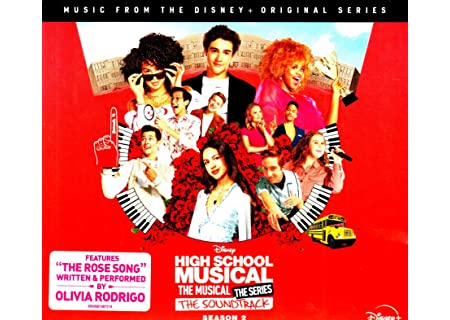 MUSIC FROM THE DISNEY+ ORIGINAL SERIES
Disney
HIGH SCHOOL
MUSICAL
THE MUSICAL THE SERIES
THE SOUNDTRACK
SEASON 2
FEATURES
"THE ROSE SONG"
WRITTEN & PERFORMED
BY
OLIVIA RODRIGO
Disney+